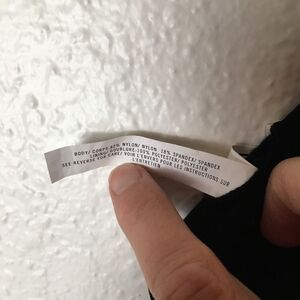 BODY/ CORPS-82% NYLON/ NYLON 18% SPANDEX/ SPANDEX
LINING/ DOUBLURE-100% POLYESTER/ POLYESTER
SEE REVERSE FOR CARE/ VOIR L'ENVERS POUR LES INSTRUCTIONS SUR
L'ENTRETIEN